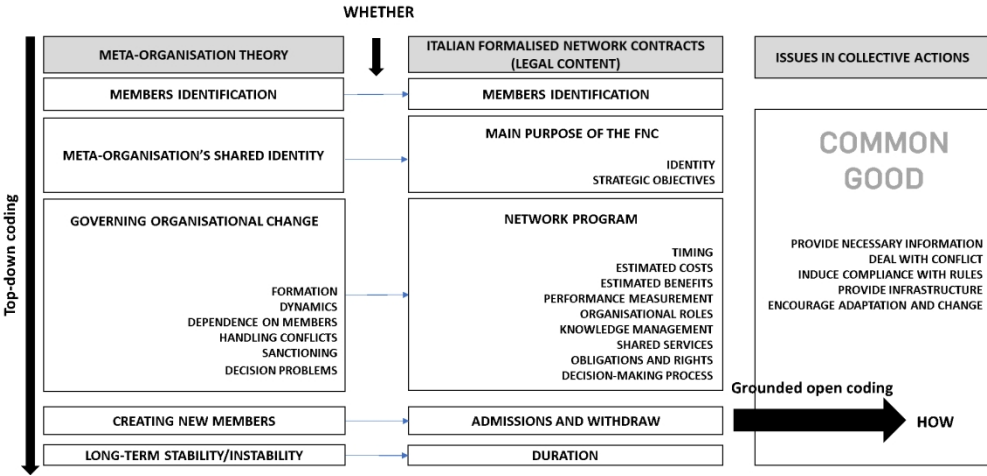 WHETHER
META-ORGANISATION THEORY
ITALIAN FORMALISED NETWORK CONTRACTS
(LEGAL CONTENT)
ISSUES IN COLLECTIVE ACTIONS
MEMBERS IDENTIFICATION
MEMBERS IDENTIFICATION
META-ORGANISATION'S SHARED IDENTITY
MAIN PURPOSE OF THE FNC
IDENTITY
STRATEGIC OBJECTIVES
COMMON
GOOD
Top-down coding
GOVERNING ORGANISATIONAL CHANGE
FORMATION
DYNAMICS
DEPENDENCE ON MEMBERS
HANDLING CONFLICTS
SANCTIONING
DECISION PROBLEMS
NETWORK PROGRAM
TIMING
ESTIMATED COSTS
ESTIMATED BENEFITS
PERFORMANCE MEASUREMENT
ORGANISATIONAL ROLES
KNOWLEDGE MANAGEMENT
SHARED SERVICES
OBLIGATIONS AND RIGHTS
DECISION-MAKING PROCESS
PROVIDE NECESSARY INFORMATION
DEAL WITH CONFLICT
INDUCE COMPLIANCE WITH RULES
PROVIDE INFRASTRUCTURE
ENCOURAGE ADAPTATION AND CHANGE
Grounded open coding
HOW
CREATING NEW MEMBERS
ADMISSIONS AND WITHDRAW
LONG-TERM STABILITY/INSTABILITY
DURATION